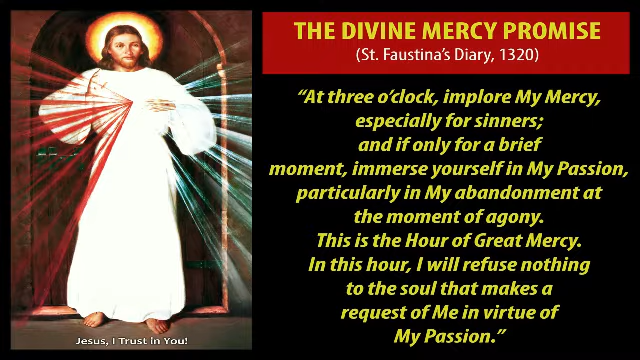 THE DIVINE MERCY PROMISE
(St. Faustina's Diary, 1320)
“At three o'clock, implore My Mercy,
especially for sinners;
and if only for a brief
moment, immerse yourself in My Passion,
particularly in My abandonment at
the moment of agony.
This is the Hour of Great Mercy.
In this hour, I will refuse nothing
to the soul that makes a
request of Me in virtue of
My Passion.”
Jesus, I Trust in You!